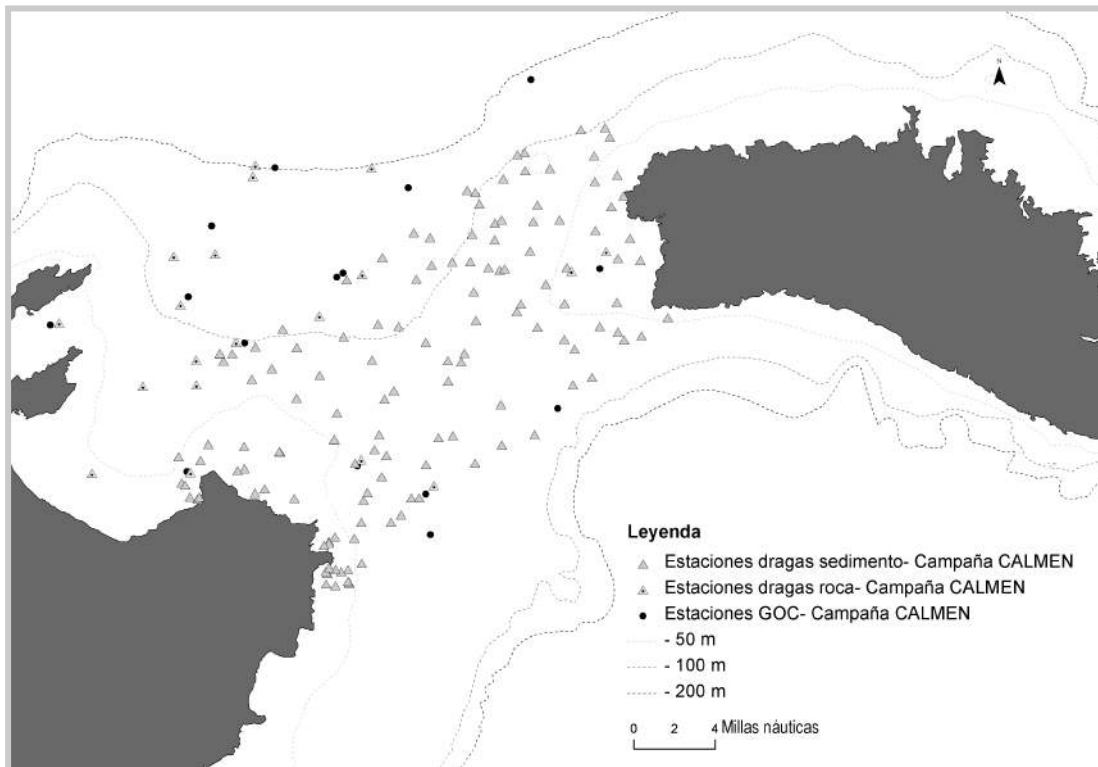 N
Leyenda
Estaciones dragas sedimento- Campaña CALMEN
Estaciones dragas roca- Campaña CALMEN
Estaciones GOC- Campaña CALMEN
- 50 m
- 100 m
- 200 m
0 2 4 Millas náuticas